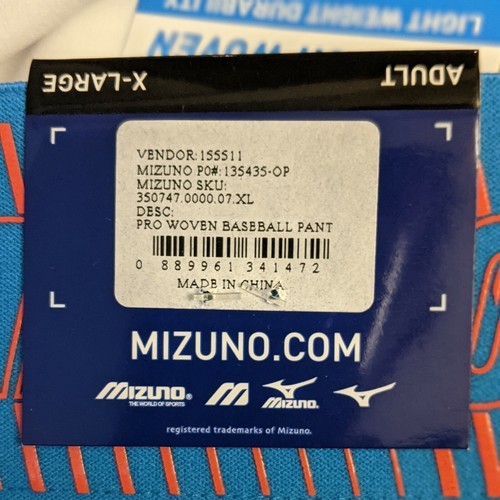 LIGHT WEIGHT DURABILITY
WOVEN
ADULT
X-LARGE
VENDOR: 155511
MIZUNO PO#: 135435-OP
MIZUNO SKU:
350747.0000.07.XL
DESC:
PRO WOVEN BASEBALL PANT
0 889961 341472
MADE IN CHINA
MIZUNO.COM
MIZUNO® MIZUNO.
THE WORLD OF SPORTS
registered trademarks of Mizuno.